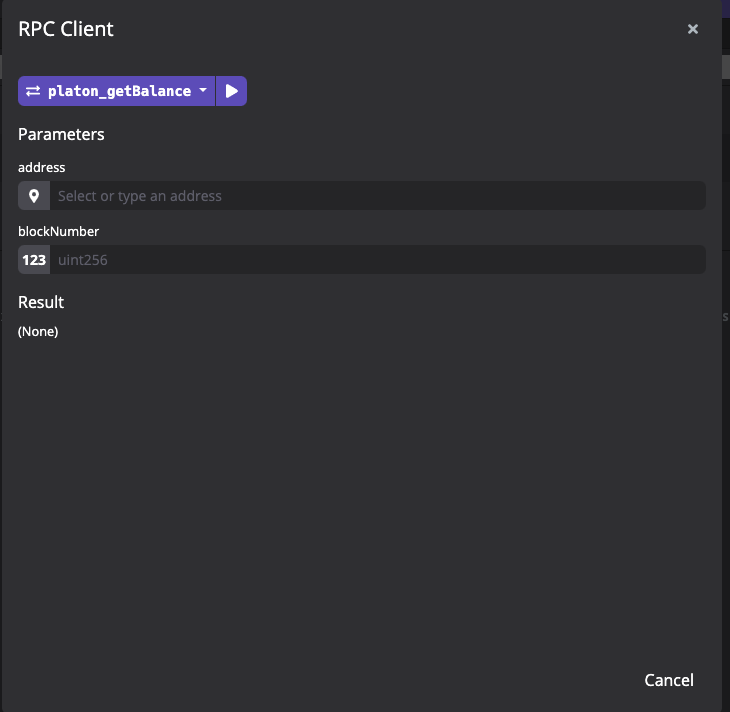 RPC Client
platon_getBalance
Parameters
address
Select or type an address
blockNumber
123 uint256
Result
(None)
s
Cancel